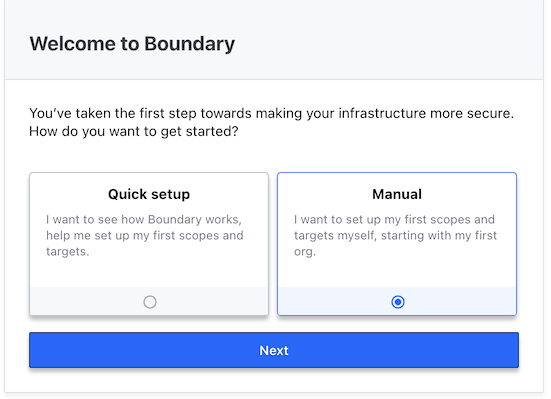 Welcome to Boundary
You’ve taken the first step towards making your infrastructure more secure.
How do you want to get started?
Quick setup
I want to see how Boundary works,
help me set up my first scopes and
targets.
Manual
I want to set up my first scopes and
targets myself, starting with my first
org.
Next